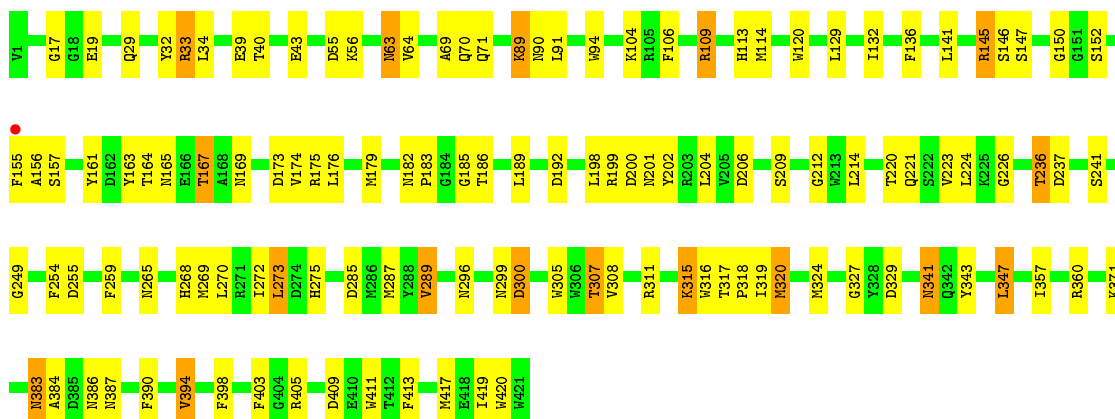 V1 G17 G18 E19 Q29 Y32 R33 L34 E39 T40 E43 D55 K56 N63 V64 A69 Q70 Q71 K89 N90 L91 W94 K104 R105 F106 R109 H113 M114 W120 L129 I132 F136 L141 R145 S146 S147 G150 G151 S152
F155 A156 S157 Y161 D162 Y163 T164 N165 E166 T167 A168 N169 D173 V174 R175 L176 M179 N182 P183 G184 G185 T186 L189 D192 L198 R199 D200 N201 Y202 R203 L204 V205 D206 S209 G212 W213 L214 T220 Q221 S222 V223 L224 K225 G226 T236 D237 S241
G249 F254 D255 F259 N265 H268 M269 L270 R271 I272 L273 D274 H275 D285 M286 M287 Y288 V289 N296 N299 D300 W305 W306 T307 V308 R311 K315 W316 T317 P318 I319 M320 M324 G327 Y328 D329 N341 Q342 Y343 L347 I357 R360 K371
N383 A384 D385 N386 N387 F390 V394 F398 F403 G404 R405 D409 E410 W411 T412 F413 M417 E418 I419 W420 W421